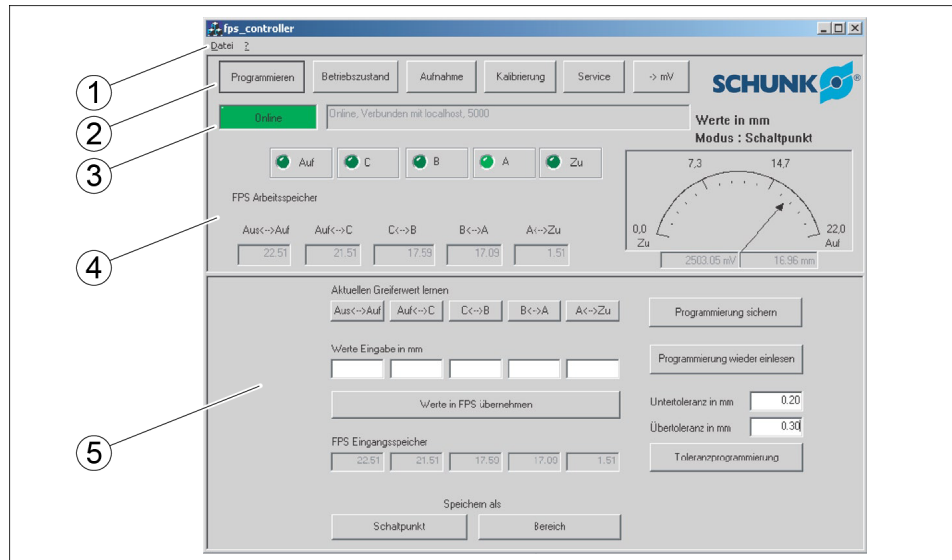 fps_controller
Datei ?
1
Programmieren Betriebszustand Aufnahme Kalibrierung Service -> mV
SCHUNK ®
2
Online Online, Verbunden mit localhost, 5000
Werte in mm
Modus : Schaltpunkt
3
Auf C B A Zu
7,3 14,7
FPS Arbeitsspeicher
Aus<-->Auf Auf<-->C C<-->B B<-->A A<-->Zu
0,0 22,0
Zu Auf
4
22.51 21.51 17.59 17.09 1.51
2503.05 mV 16.96 mm
Aktuellen Greiferwert lernen
Aus<-->Auf Auf<-->C C<-->B B<->A A<->Zu
Programmierung sichern
Werte Eingabe in mm
Programmierung wieder einlesen
Werte in FPS übernehmen
Untertoleranz in mm 0.20
Übertoleranz in mm 0.30
5
FPS Eingangsspeicher
22.51 21.51 17.59 17.09 1.51
Toleranzprogrammierung
Speichern als
Schaltpunkt Bereich